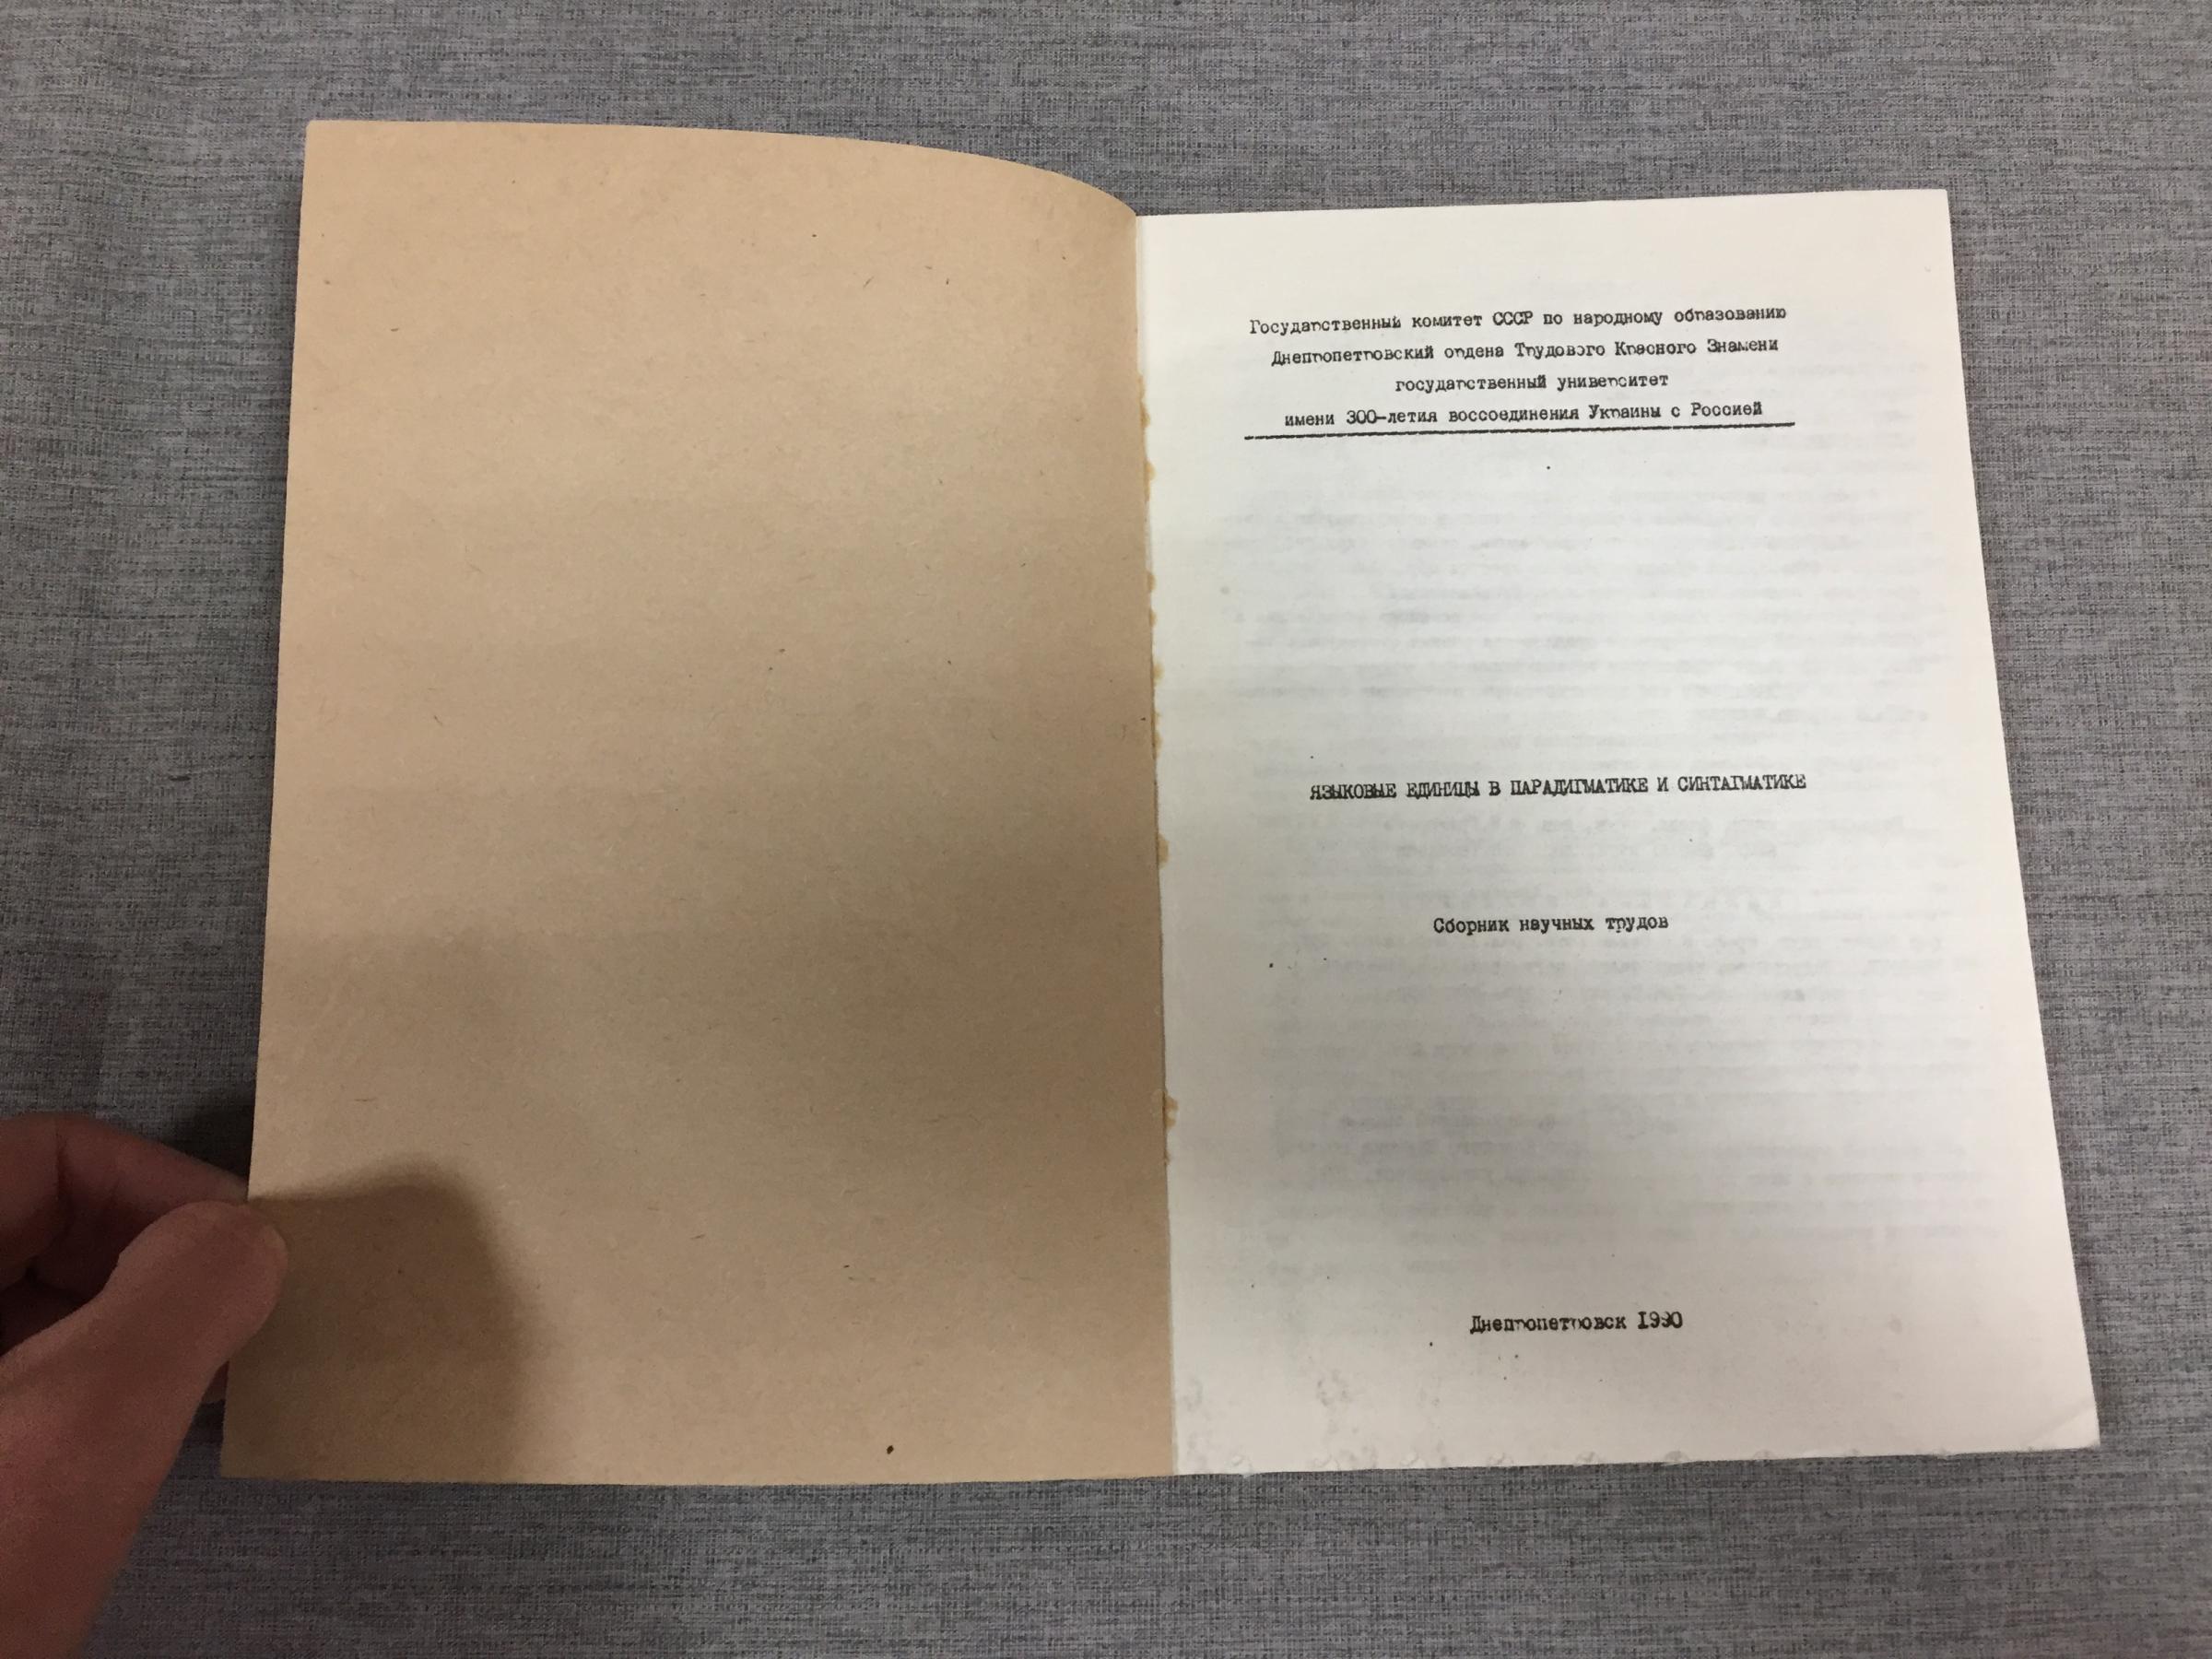 Государственный комитет СССР по народному образованию
Днепропетровский ордена Трудового Красного Знамени
государственный университет
имени 300-летия воссоединения Украины с Россией
ЯЗЫКОВЫЕ ЕДИНИЦЫ В ПАРАДИГМАТИКЕ И СИНТАГМАТИКЕ
Сборник научных трудов
Днепропетровск 1990